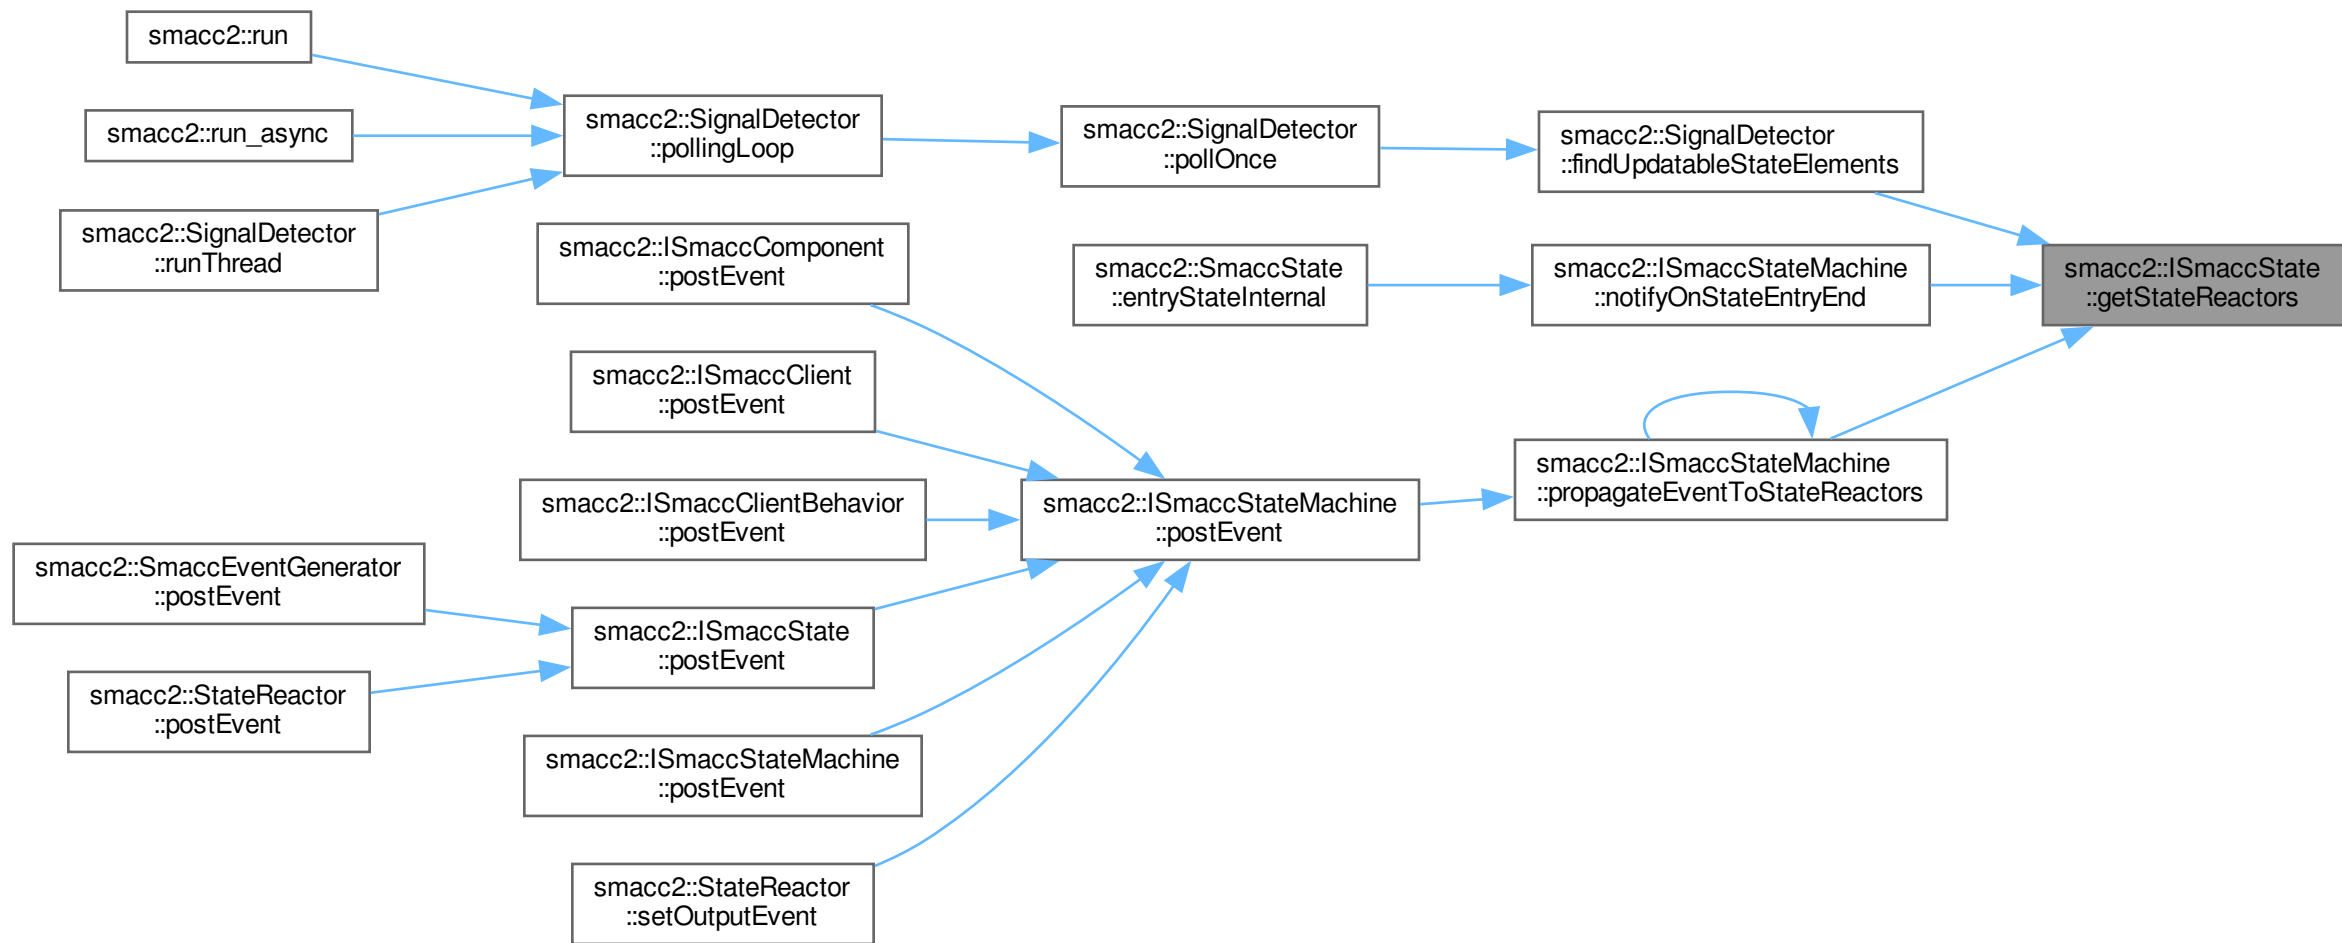 smacc2::run
smacc2::run_async
smacc2::SignalDetector
::runThread
smacc2::SignalDetector
::pollingLoop
smacc2::SignalDetector
::pollOnce
smacc2::SignalDetector
::findUpdatableStateElements
smacc2::ISmaccComponent
::postEvent
smacc2::SmaccState
::entryStateInternal
smacc2::ISmaccStateMachine
::notifyOnStateEntryEnd
smacc2::ISmaccState
::getStateReactors
smacc2::ISmaccClient
::postEvent
smacc2::ISmaccClientBehavior
::postEvent
smacc2::ISmaccStateMachine
::postEvent
smacc2::ISmaccStateMachine
::propagateEventToStateReactors
smacc2::SmaccEventGenerator
::postEvent
smacc2::StateReactor
::postEvent
smacc2::ISmaccState
::postEvent
smacc2::ISmaccStateMachine
::postEvent
smacc2::StateReactor
::setOutputEvent